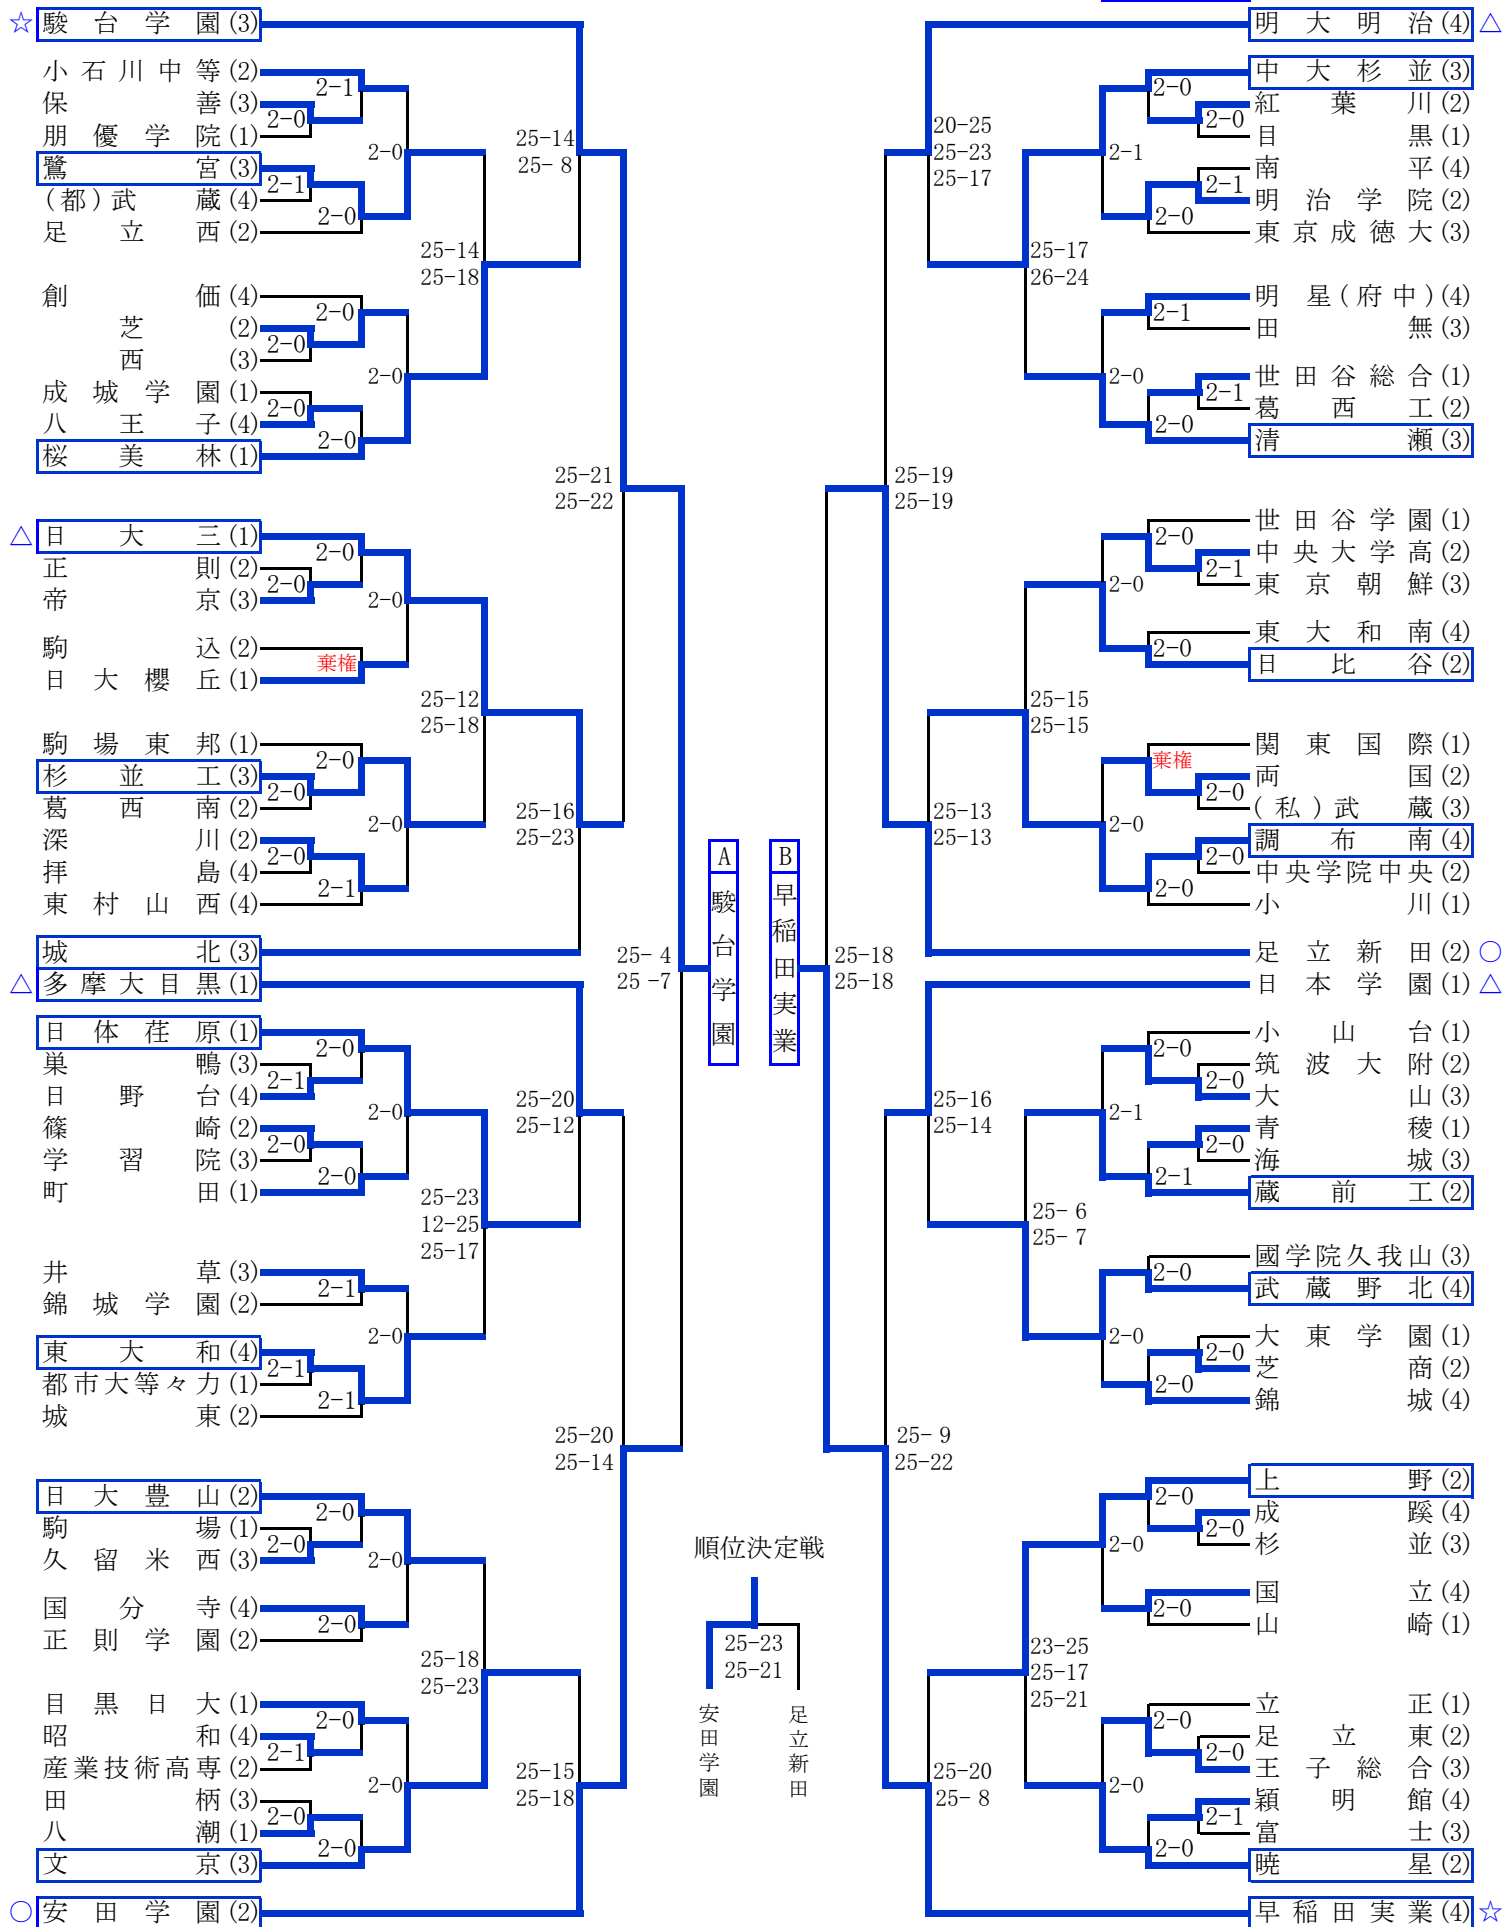 ☆駿台学園(3)
小石川中等(2)
2-1
保善(3)
2-0
朋優学院(1)
2-0
鷺宮(3)
2-1
(都)武蔵(4)
2-0
足立西(2)
25-14
25- 8
25-14
25-18
創価(4)
2-0
芝(2)
2-0
西(3)
2-0
成城学園(1)
2-0
八王子(4)
2-0
桜美林(1)
25-21
25-22
△日大三(1)
2-0
正則(2)
2-0
帝京(3)
2-0
駒込(2)
棄権
日大櫻丘(1)
25-12
25-18
駒場東邦(1)
2-0
杉並工(3)
2-0
葛西南(2)
2-0
深川(2)
2-0
拝島(4)
2-1
東村山西(4)
25-16
25-23
城北(3)
25- 4
25 -7
△多摩大目黒(1)
日体荏原(1)
2-0
巣鴨(3)
2-1
日野台(4)
2-0
篠崎(2)
2-0
学習院(3)
2-0
町田(1)
25-20
25-12
25-23
12-25
25-17
井草(3)
2-1
錦城学園(2)
2-0
東大和(4)
2-1
都市大等々力(1)
2-1
城東(2)
25-20
25-14
日大豊山(2)
2-0
駒場(1)
2-0
久留米西(3)
2-0
国分寺(4)
2-0
正則学園(2)
25-18
25-23
目黒日大(1)
2-0
昭和(4)
2-1
産業技術高専(2)
2-0
田柄(3)
2-0
八潮(1)
2-0
文京(3)
25-15
25-18
○安田学園(2)
A
駿台学園
B
早稲田実業
順位決定戦
25-23
25-21
安田学園
足立新田
明大明治(4)△
20-25
25-23
25-17
中大杉並(3)
2-0
紅葉川(2)
2-0
目黒(1)
2-1
南平(4)
2-1
明治学院(2)
2-0
東京成徳大(3)
25-17
26-24
明星(府中)(4)
2-1
田無(3)
2-0
世田谷総合(1)
2-1
葛西工(2)
2-0
清瀬(3)
25-19
25-19
世田谷学園(1)
2-0
中央大学高(2)
2-1
東京朝鮮(3)
2-0
東大和南(4)
2-0
日比谷(2)
25-15
25-15
関東国際(1)
棄権
両国(2)
2-0
(私)武蔵(3)
2-0
調布南(4)
2-0
中央学院中央(2)
2-0
小川(1)
25-13
25-13
足立新田(2)○
25-18
25-18
日本学園(1)△
小山台(1)
2-0
筑波大附(2)
2-0
大山(3)
2-1
青稜(1)
2-0
海城(3)
2-1
蔵前工(2)
25-16
25-14
25- 6
25- 7
國学院久我山(3)
2-0
武蔵野北(4)
2-0
大東学園(1)
2-0
芝商(2)
2-0
錦城(4)
25- 9
25-22
上野(2)
2-0
成蹊(4)
2-0
杉並(3)
2-0
国立(4)
2-0
山崎(1)
23-25
25-17
25-21
立正(1)
2-0
足立東(2)
2-0
王子総合(3)
2-0
穎明館(4)
2-1
富士(3)
2-0
暁星(2)
25-20
25- 8
早稲田実業(4)☆